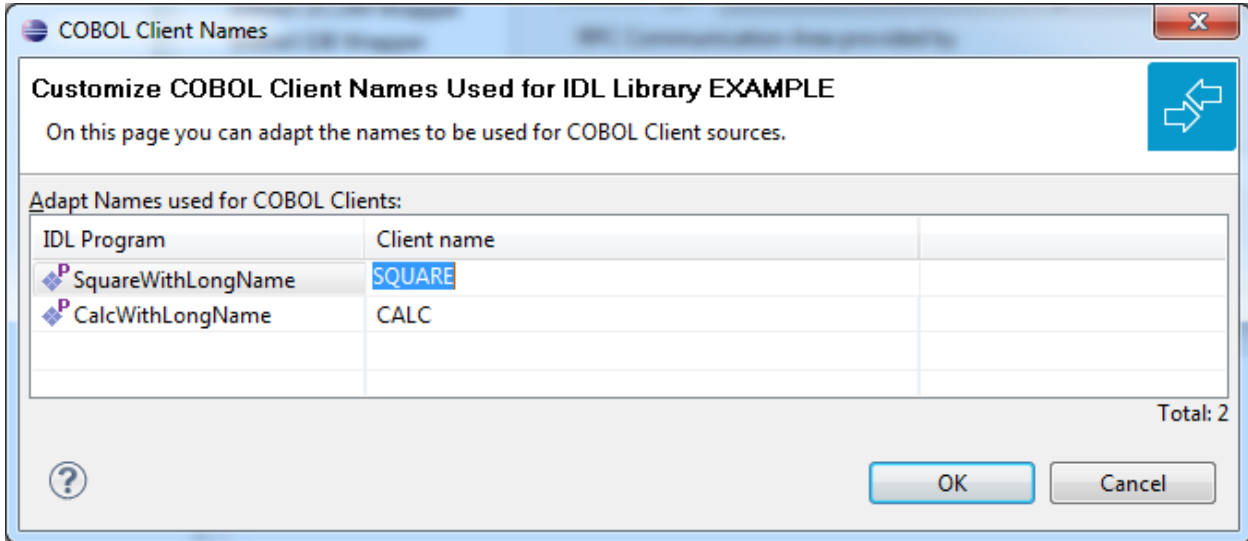 COBOL Client Names
Customize COBOL Client Names Used for IDL Library EXAMPLE
On this page you can adapt the names to be used for COBOL Client sources.
Adapt Names used for COBOL Clients:
IDL Program Client name
P SquareWithLongName SQUARE
P CalcWithLongName CALC
Total: 2
? OK Cancel